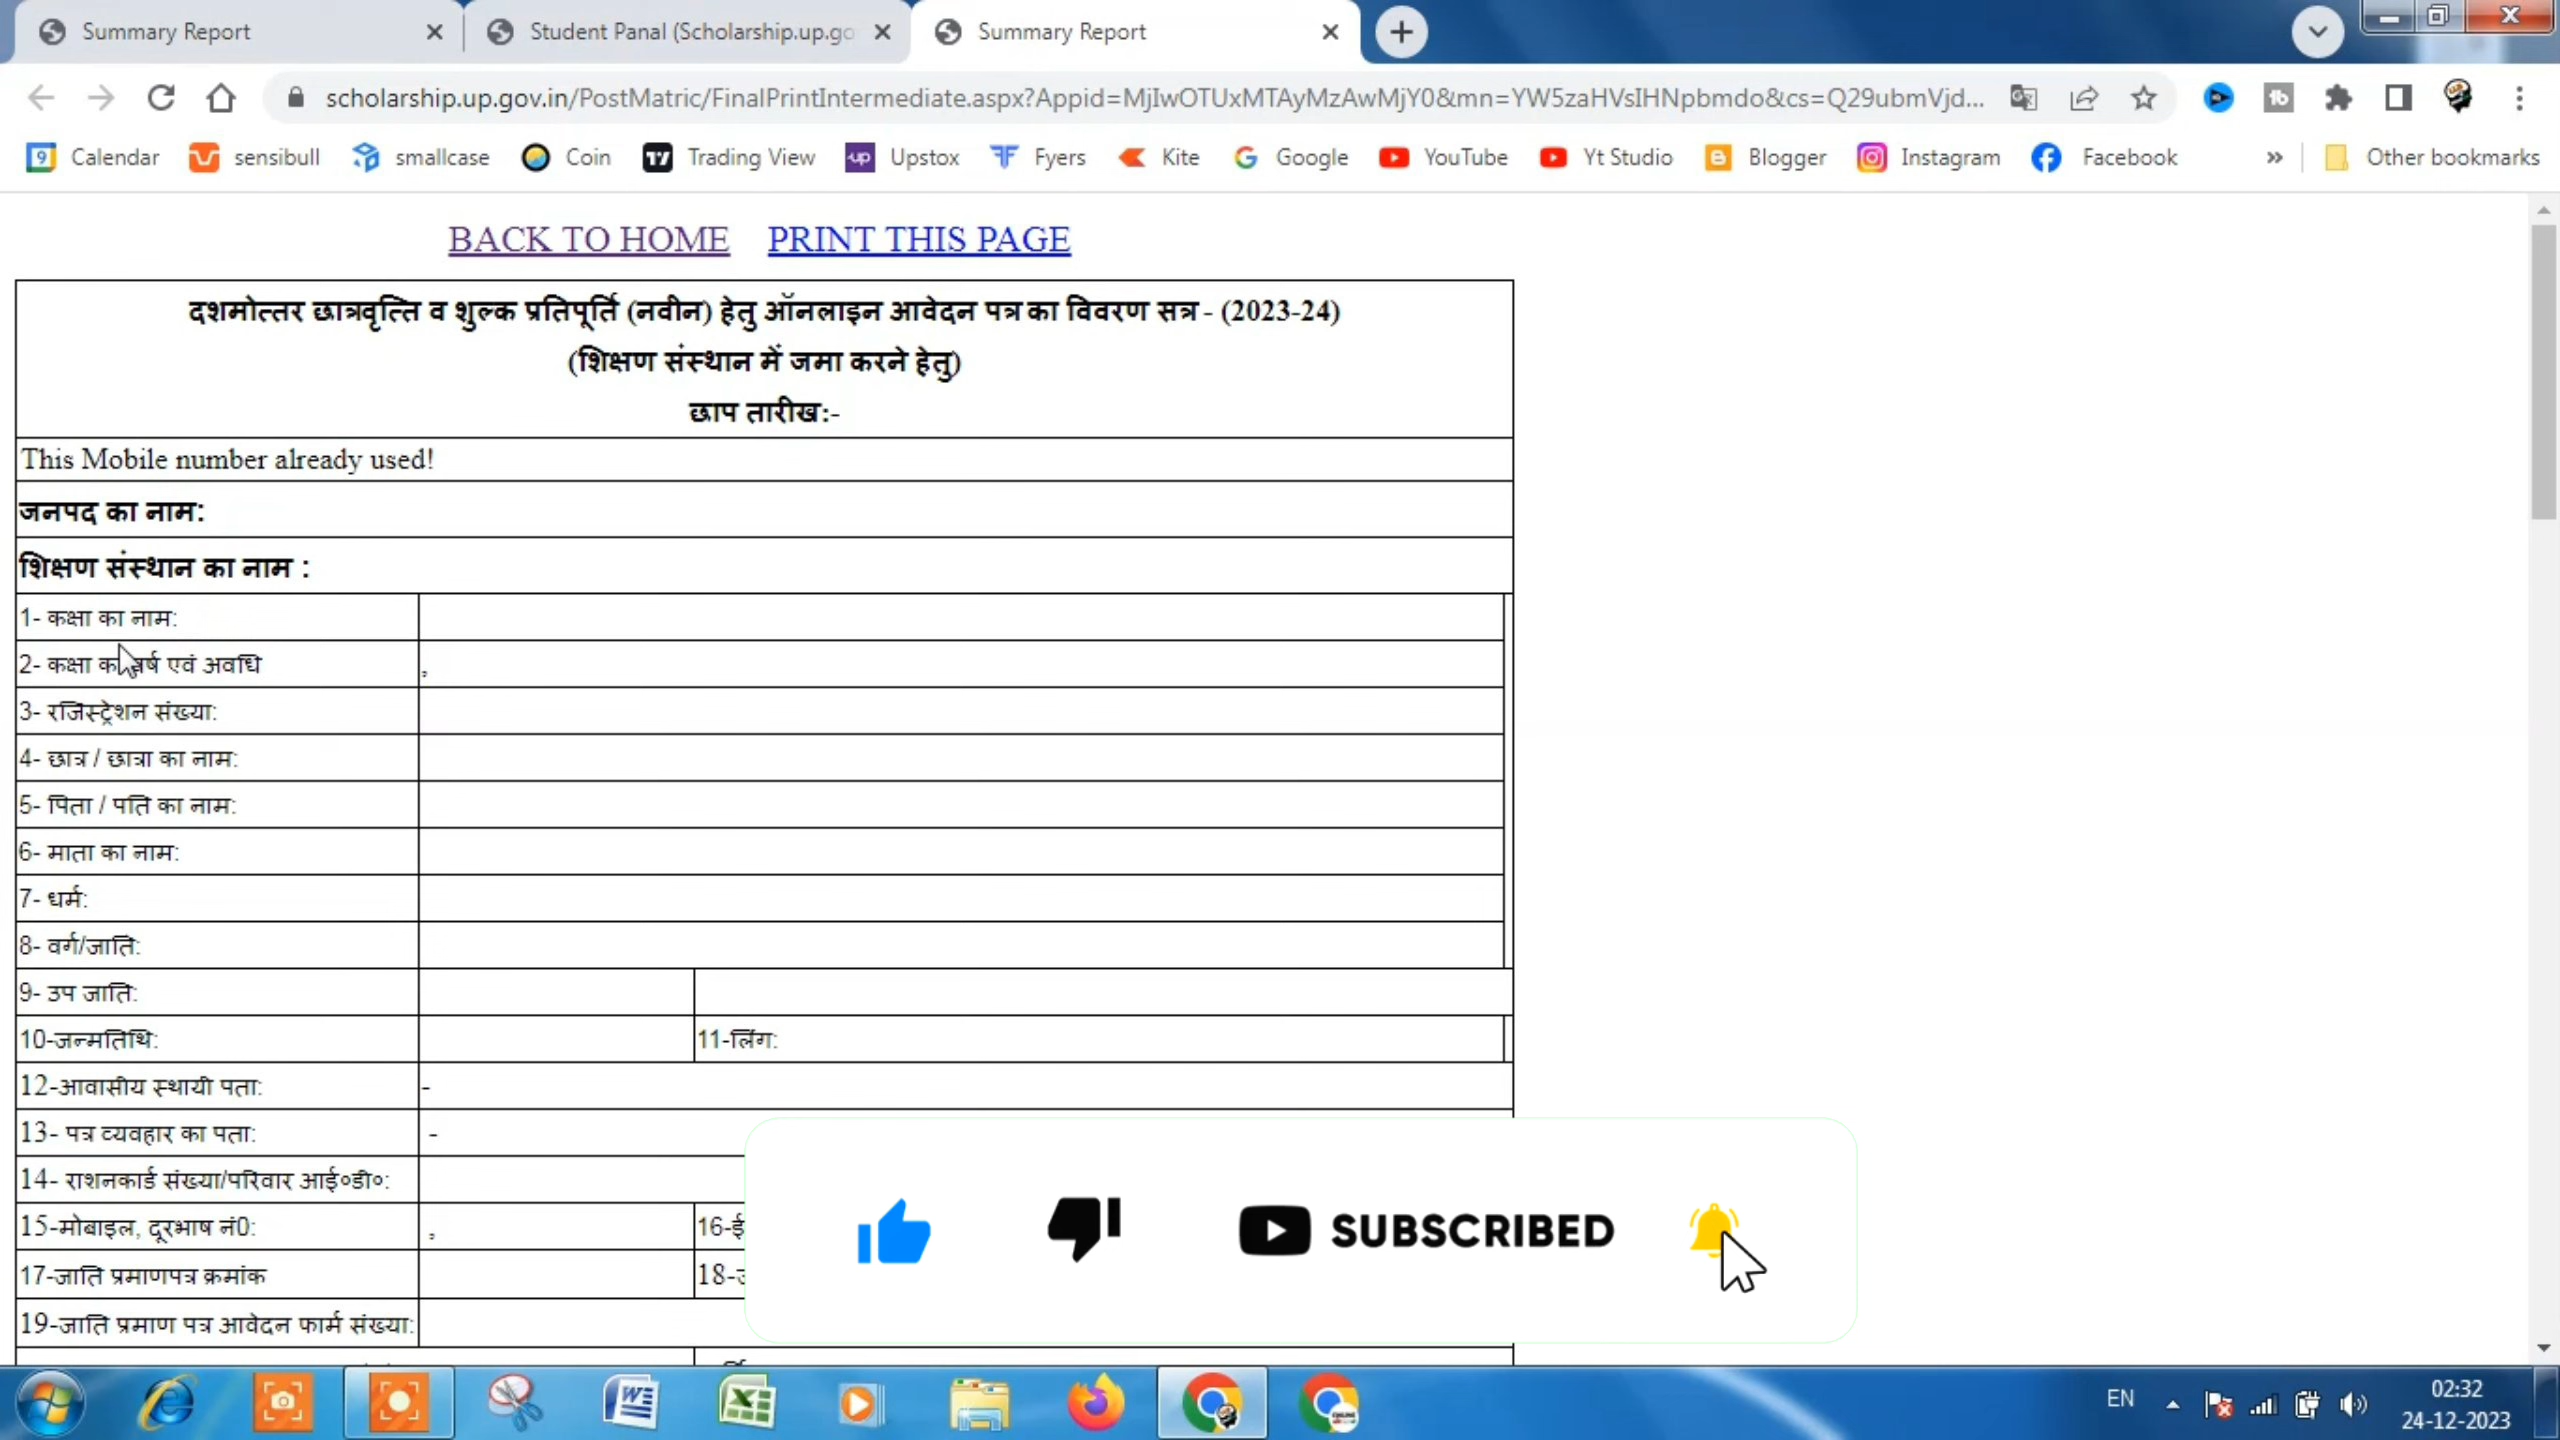 Summary Report
Student Panal (Scholarship.up.go
Summary Report
scholarship.up.gov.in/PostMatric/FinalPrintIntermediate.aspx?Appid=MjIwOTUxMTAyMzAwMjY0&mn=YW5zaHVsIHNpbmdo&cs=Q29ubmVjd...
Calendar sensibull smallcase Coin Trading View Upstox Fyers Kite Google YouTube Yt Studio Blogger Instagram Facebook » Other bookmarks
BACK TO HOME PRINT THIS PAGE
दशमोत्तर छात्रवृत्ति व शुल्क प्रतिपूर्ति (नवीन) हेतु ऑनलाइन आवेदन पत्र का विवरण सत्र - (2023-24)
(शिक्षण संस्थान में जमा करने हेतु)
छाप तारीख:-
This Mobile number already used!
जनपद का नाम:
शिक्षण संस्थान का नाम :
1- कक्षा का नाम:
2- कक्षा का वर्ष एवं अवधि ,
3- रजिस्ट्रेशन संख्या:
4- छात्र / छात्रा का नाम:
5- पिता / पति का नाम:
6- माता का नाम:
7- धर्म:
8- वर्ग/जाति:
9- उप जाति:
10-जन्मतिथि: 11-लिंग:
12-आवासीय स्थायी पता: -
13- पत्र व्यवहार का पता: -
14- राशनकार्ड संख्या/परिवार आई०डी०:
15-मोबाइल, दूरभाष नं0: , 16-ई
17-जाति प्रमाणपत्र क्रमांक 18-
19-जाति प्रमाण पत्र आवेदन फार्म संख्या:
SUBSCRIBED
EN
02:32
24-12-2023